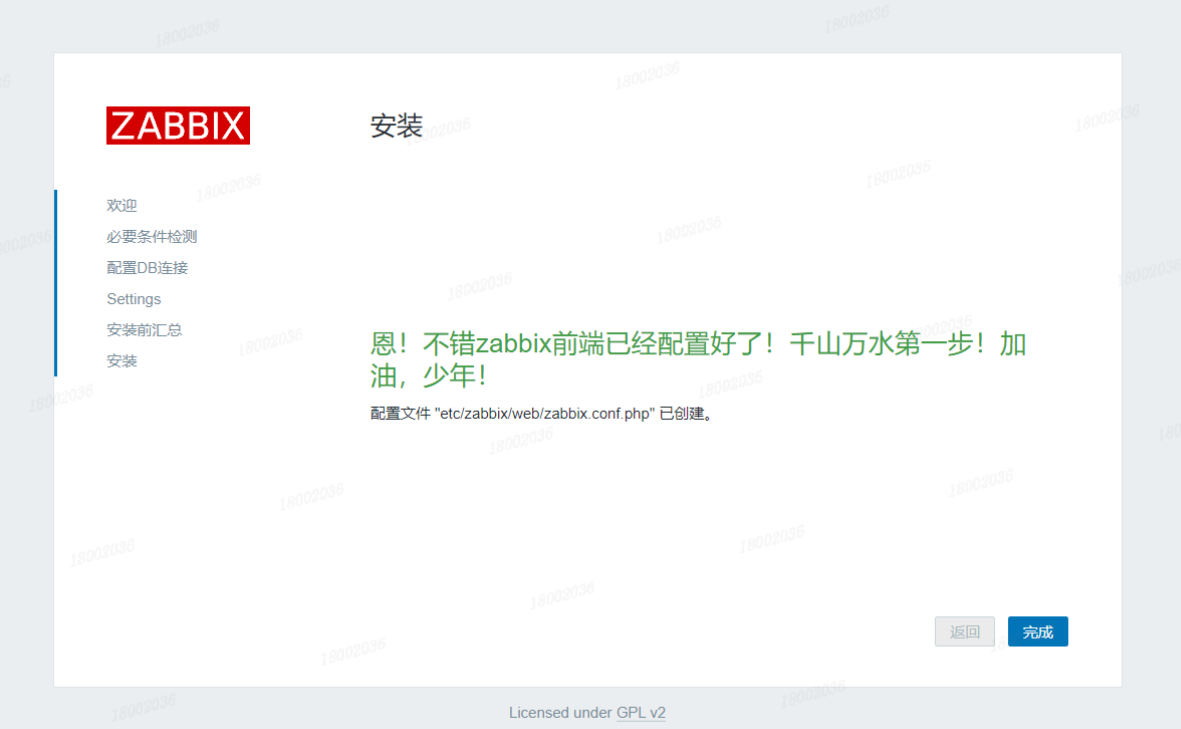 ZABBIX
安装
欢迎
必要条件检测
配置DB连接
Settings
安装前汇总
安装
恩！不错zabbix前端已经配置好了！千山万水第一步！加
油，少年！
配置文件 "etc/zabbix/web/zabbix.conf.php" 已创建。
返回
完成
Licensed under GPL v2
18002036